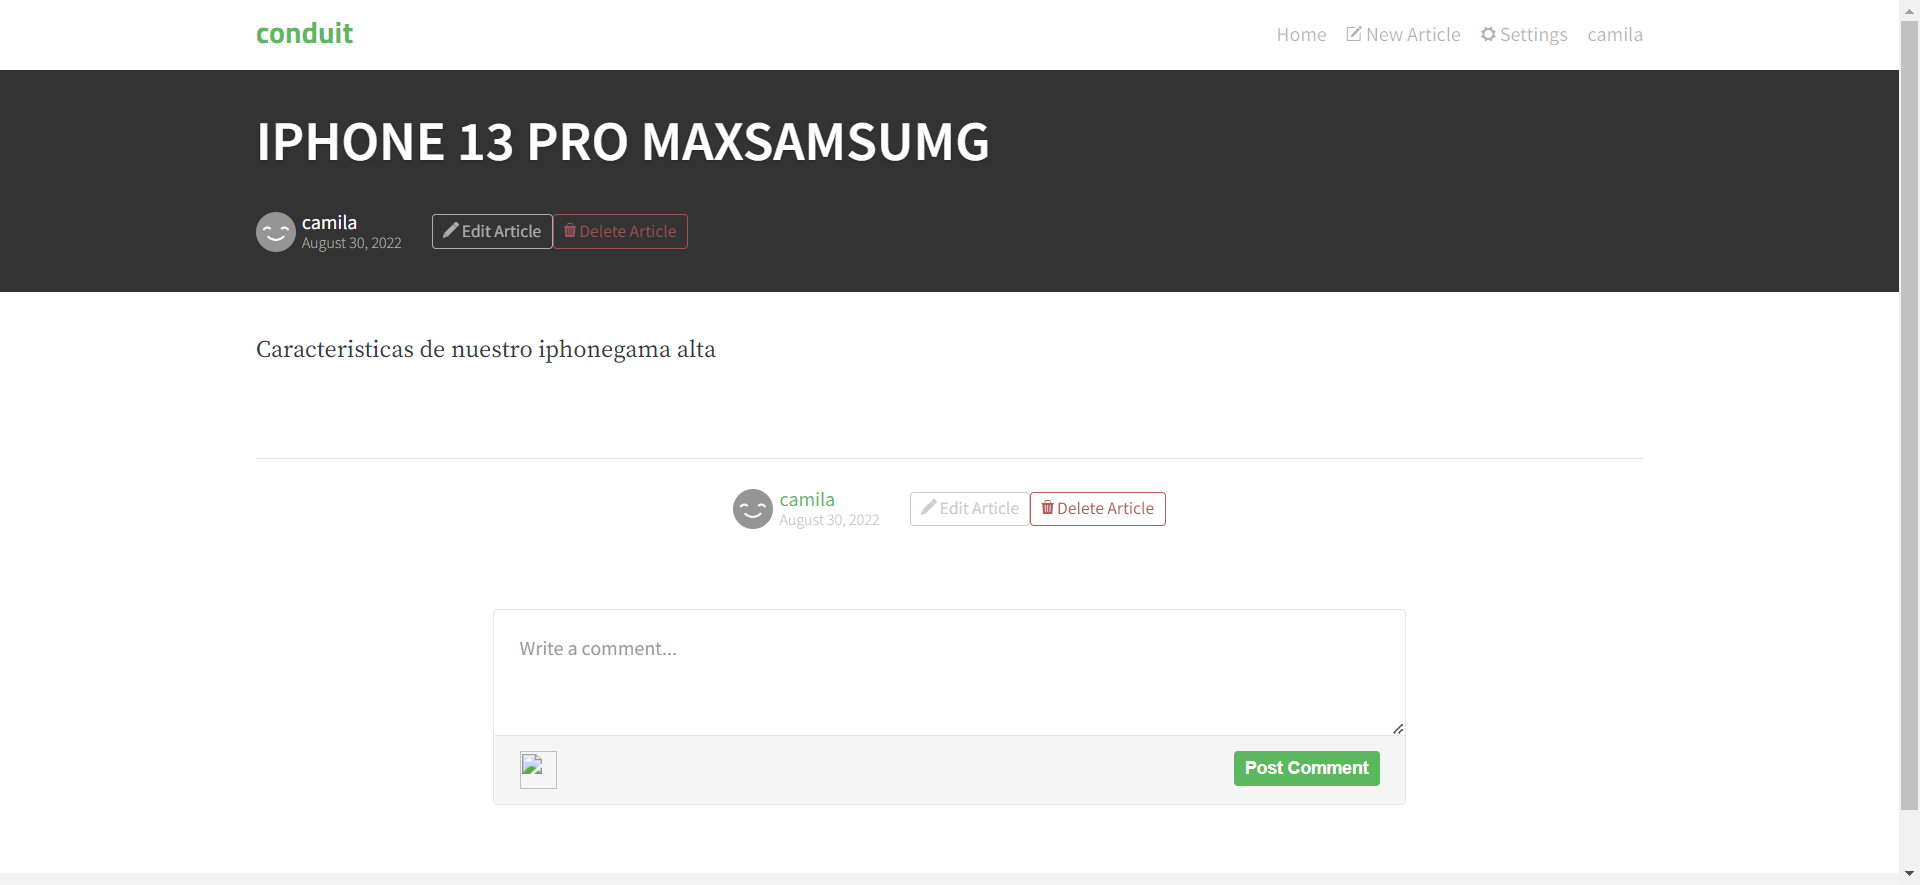 conduit
Home New Article Settings camila
IPHONE 13 PRO MAXSAMSUMG
camila
August 30, 2022
Edit Article Delete Article
Caracteristicas de nuestro iphonegama alta
camila
August 30, 2022
Edit Article Delete Article
Write a comment...
Post Comment